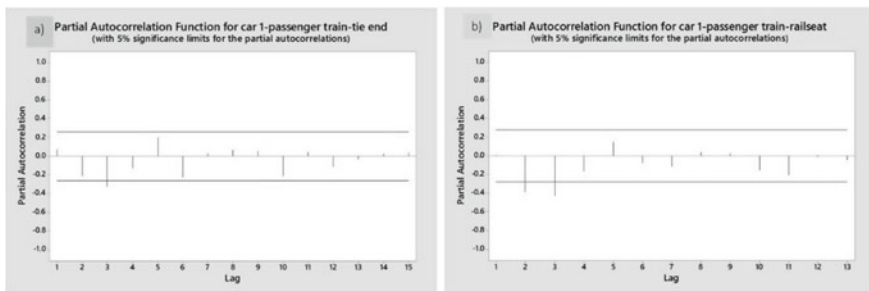 a) Partial Autocorrelation Function for car 1-passenger train-tie end
(with 5% significance limits for the partial autocorrelations)
Partial Autocorrelation
1.0
0.8
0.6
0.4
0.2
0.0
-0.2
-0.4
-0.6
-0.8
-1.0
1 2 3 4 5 6 7 8 9 10 11 12 13 14 15
Lag
b) Partial Autocorrelation Function for car 1-passenger train-railseat
(with 5% significance limits for the partial autocorrelations)
Partial Autocorrelation
1.0
0.8
0.6
0.4
0.2
0.0
-0.2
-0.4
-0.6
-0.8
-1.0
1 2 3 4 5 6 7 8 9 10 11 12 13
Lag